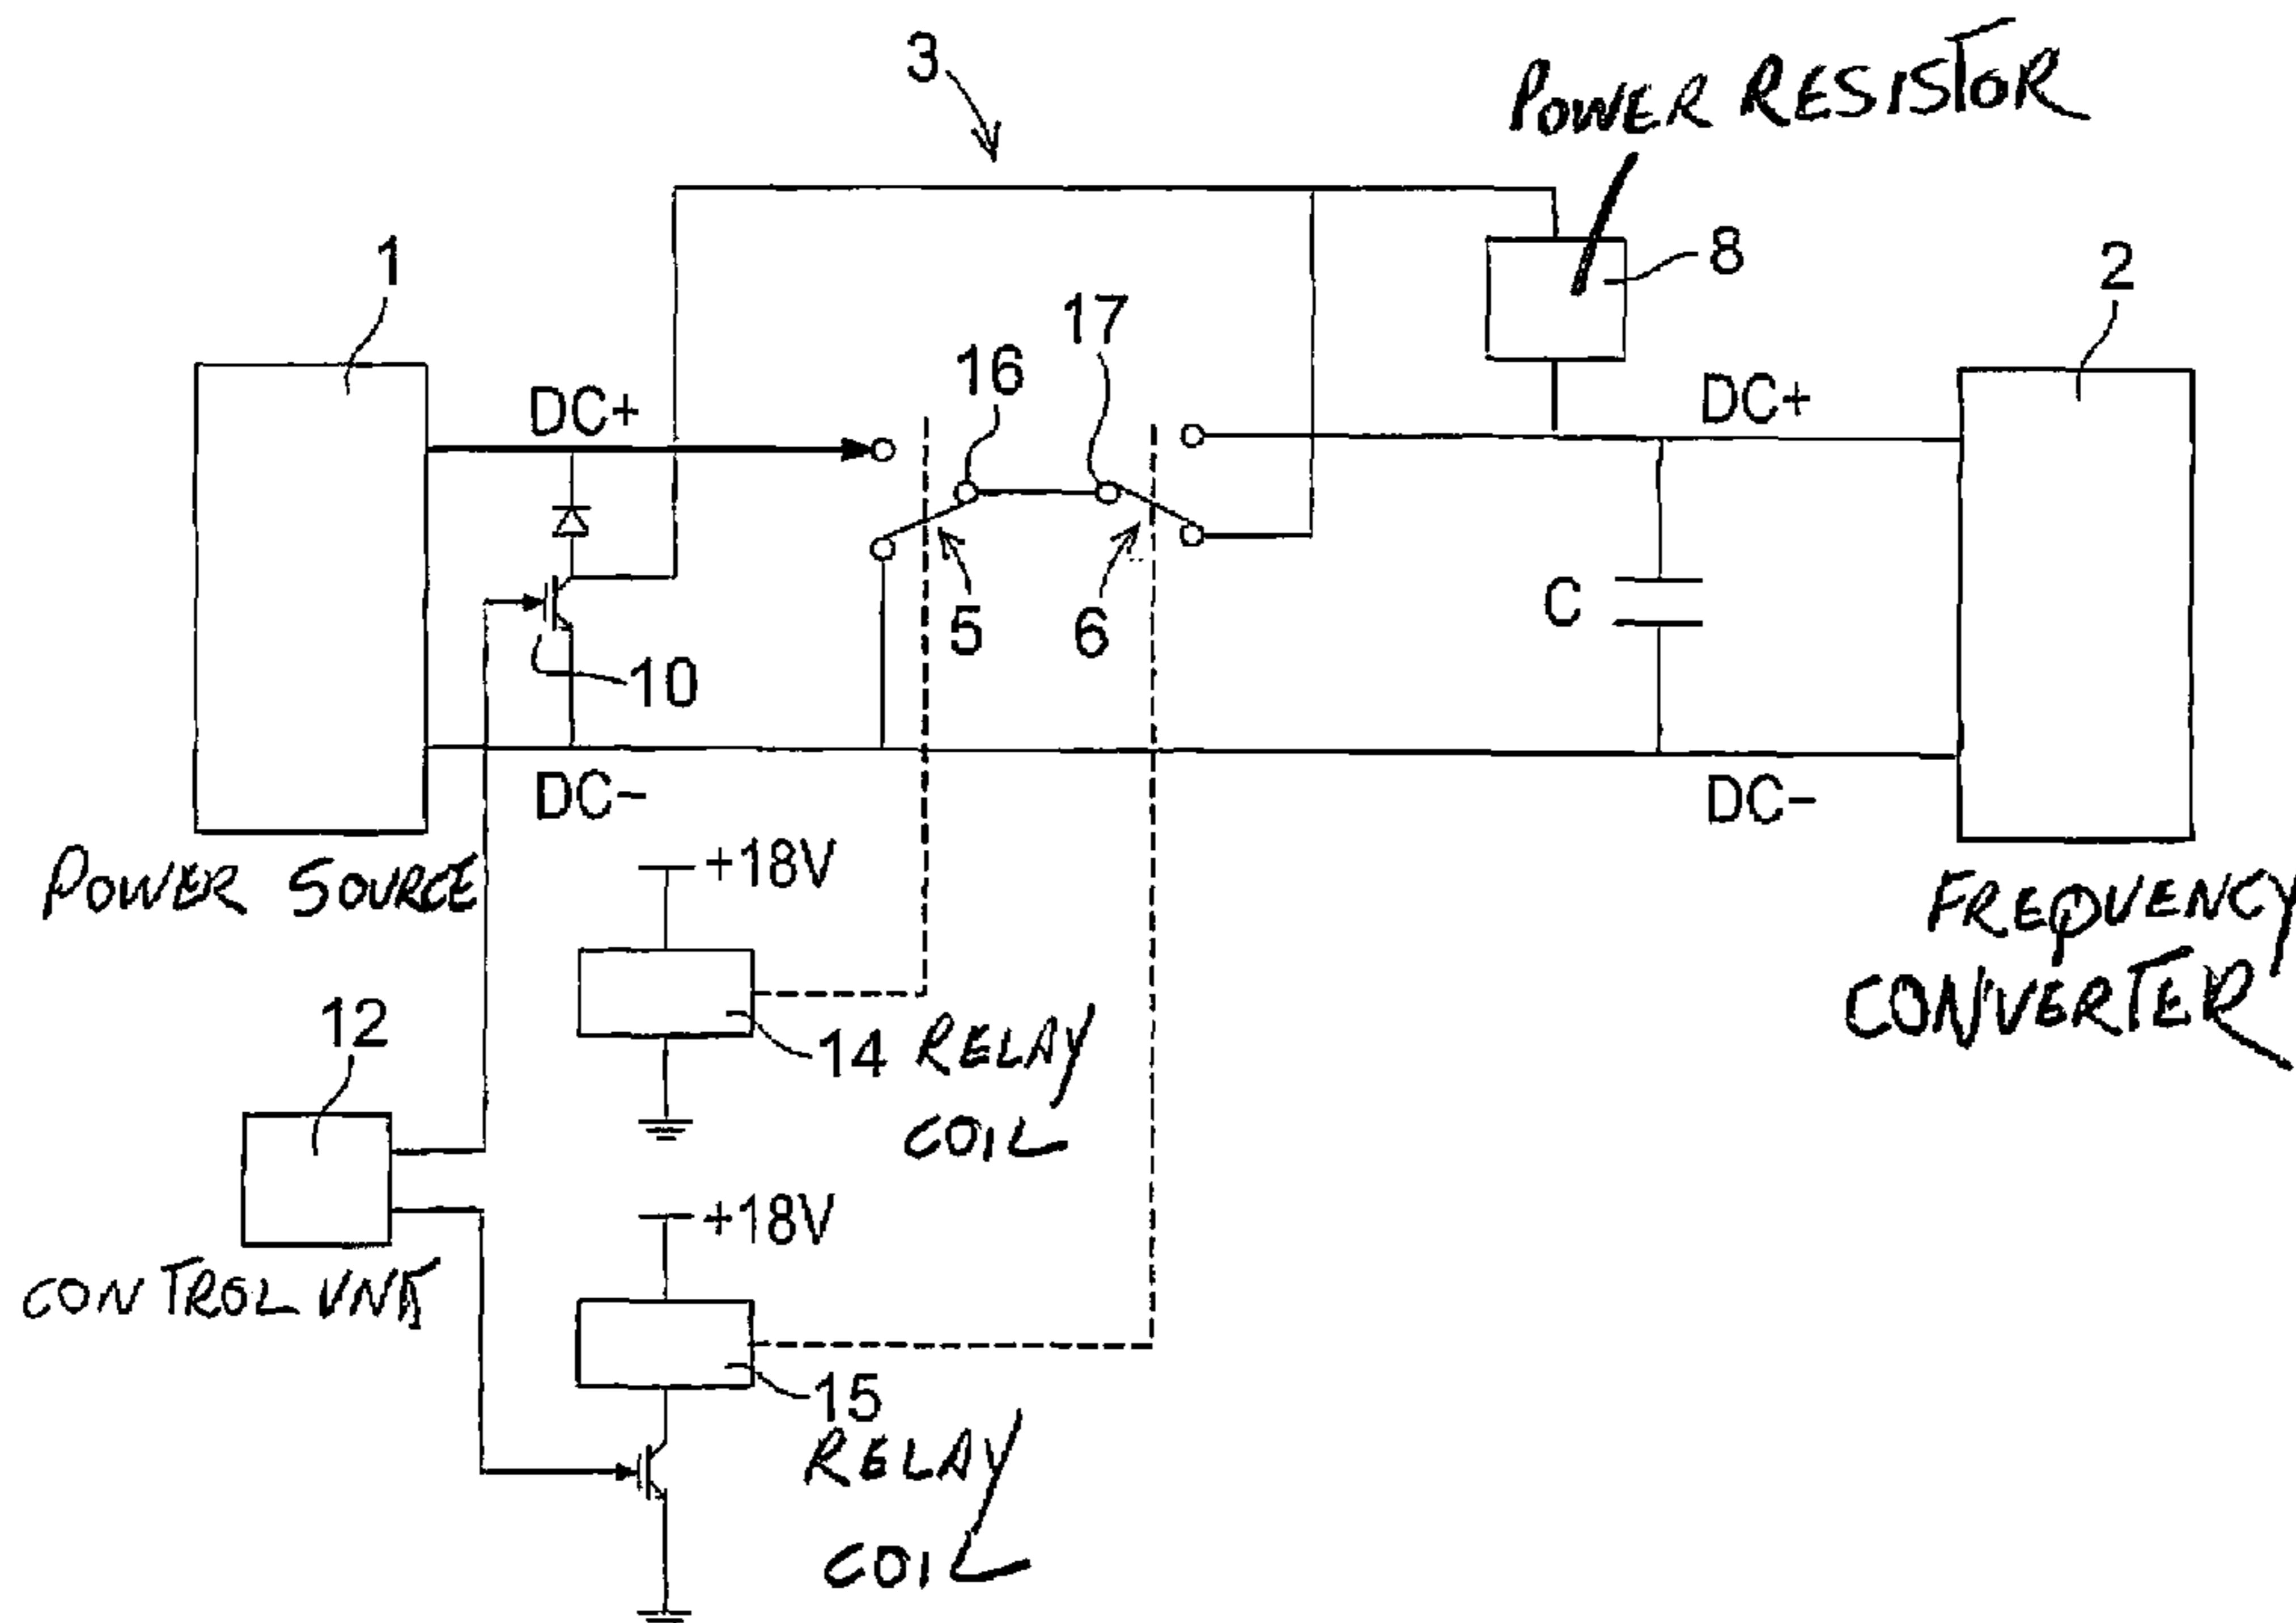 3
POWER RESISTOR
1
8
2
17
16
DC+
DC+
5
6
C
10
DC-
DC-
POWER SOURCE
+18V
FREQUENCY
CONVERTER
12
14 RELAY
COIL
+18V
CONTROL UNIT
15
RELAY
COIL